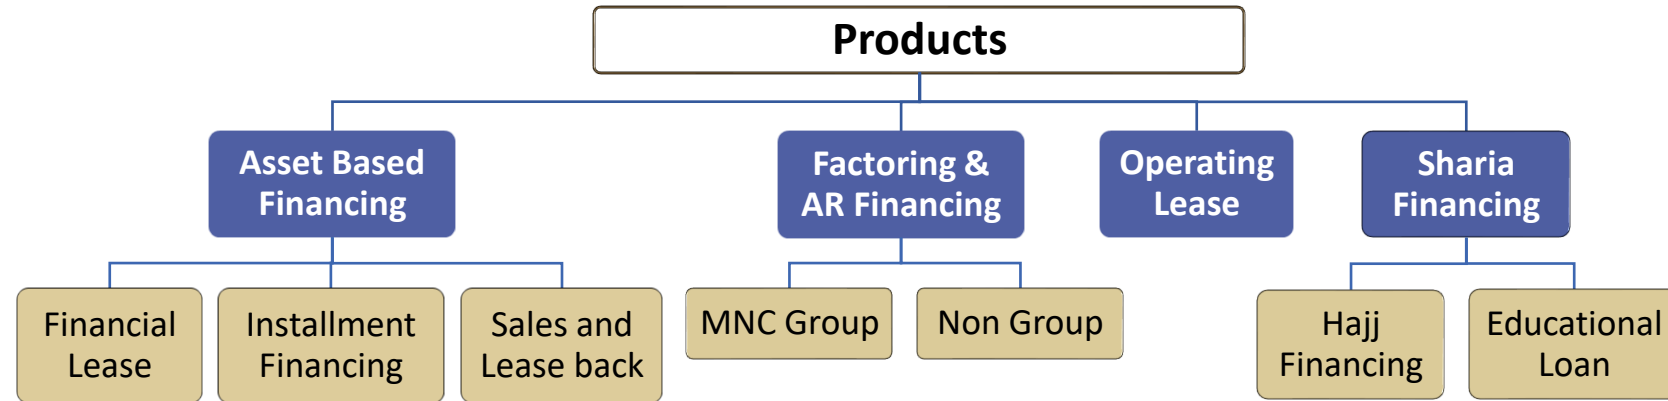 Products
Asset Based
Financing
Factoring &
AR Financing
Operating
Lease
Sharia
Financing
Financial
Lease
Installment
Financing
Sales and
Lease back
MNC Group
Non Group
Hajj
Financing
Educational
Loan